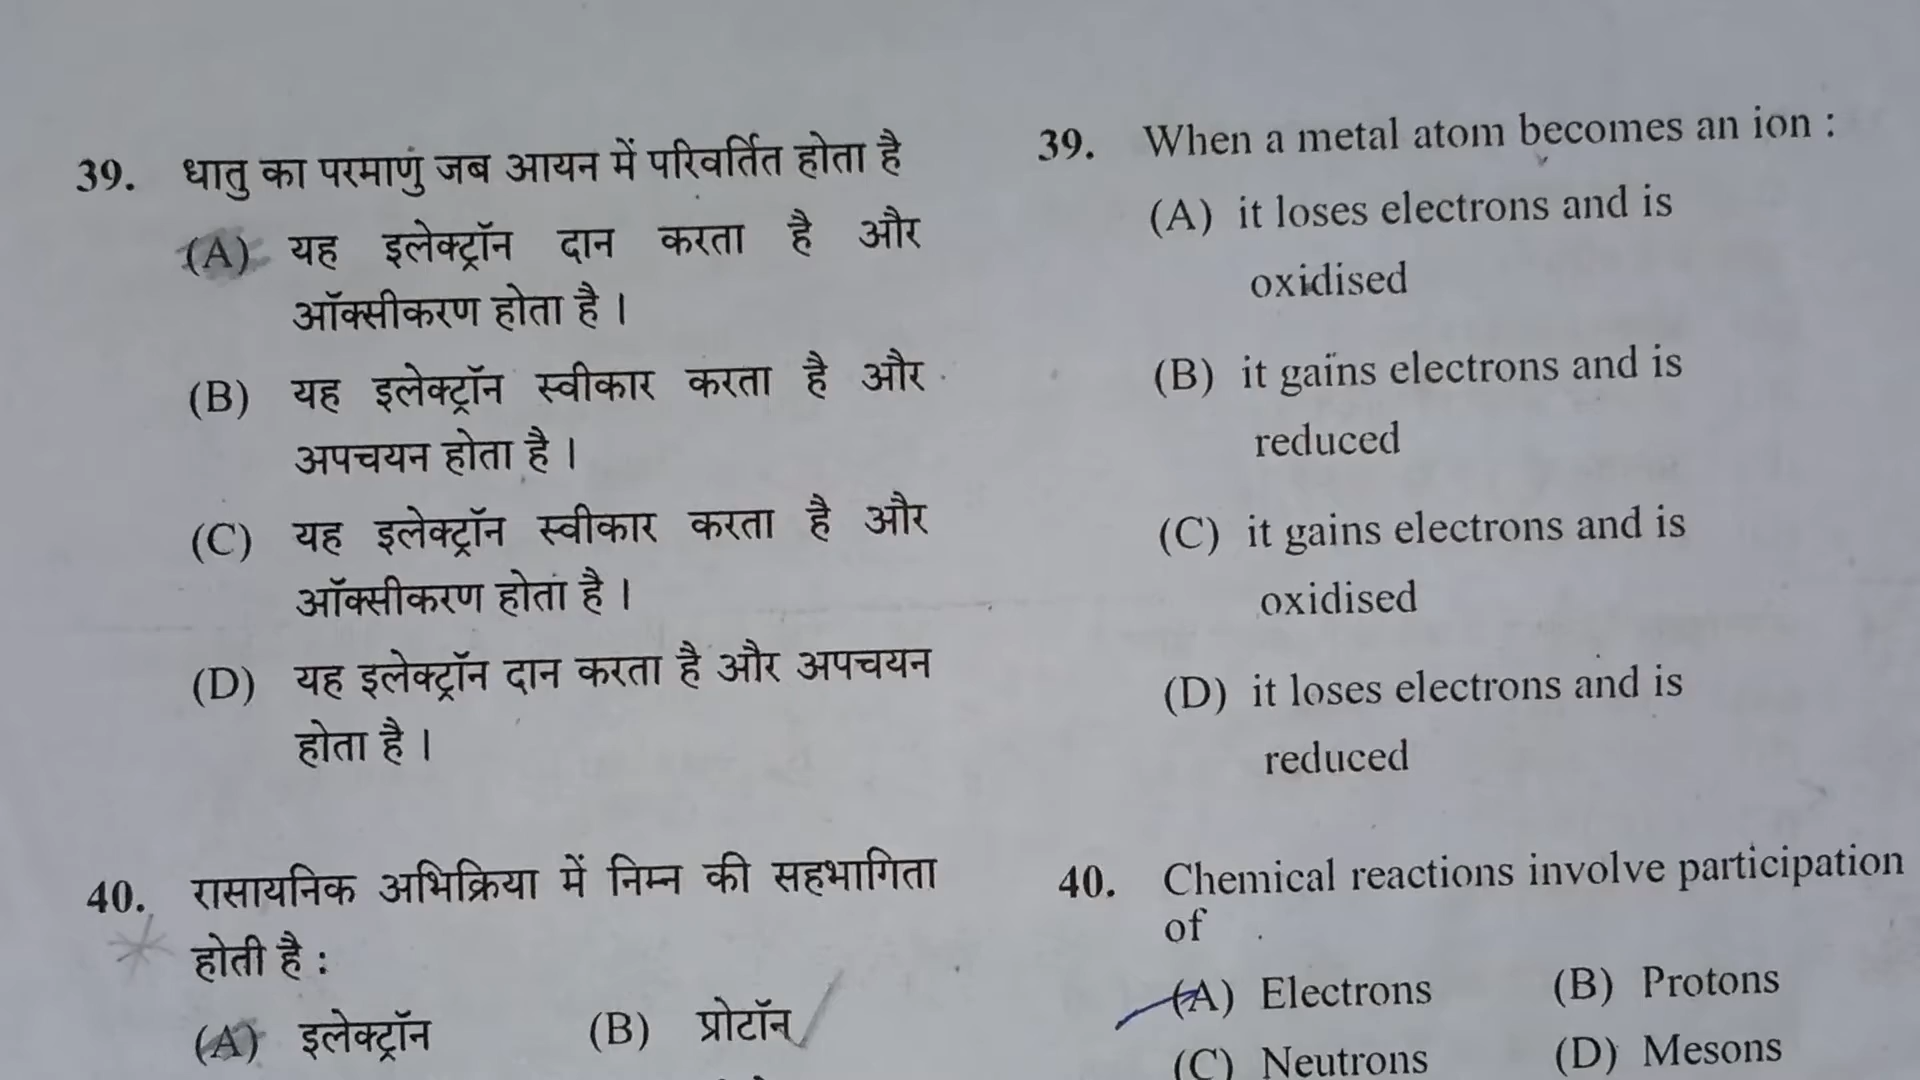 39. धातु का परमाणुं जब आयन में परिवर्तित होता है
(A) यह इलेक्ट्रॉन दान करता है और
ऑक्सीकरण होता है ।
(B) यह इलेक्ट्रॉन स्वीकार करता है और
अपचयन होता है ।
(C) यह इलेक्ट्रॉन स्वीकार करता है और
ऑक्सीकरण होता है ।
(D) यह इलेक्ट्रॉन दान करता है और अपचयन
होता है ।
40. रासायनिक अभिक्रिया में निम्न की सहभागिता
होती है :
(A) इलेक्ट्रॉन (B) प्रोटॉन
39. When a metal atom becomes an ion :
(A) it loses electrons and is
oxidised
(B) it gains electrons and is
reduced
(C) it gains electrons and is
oxidised
(D) it loses electrons and is
reduced
40. Chemical reactions involve participation
of
(A) Electrons (B) Protons
(C) Neutrons (D) Mesons